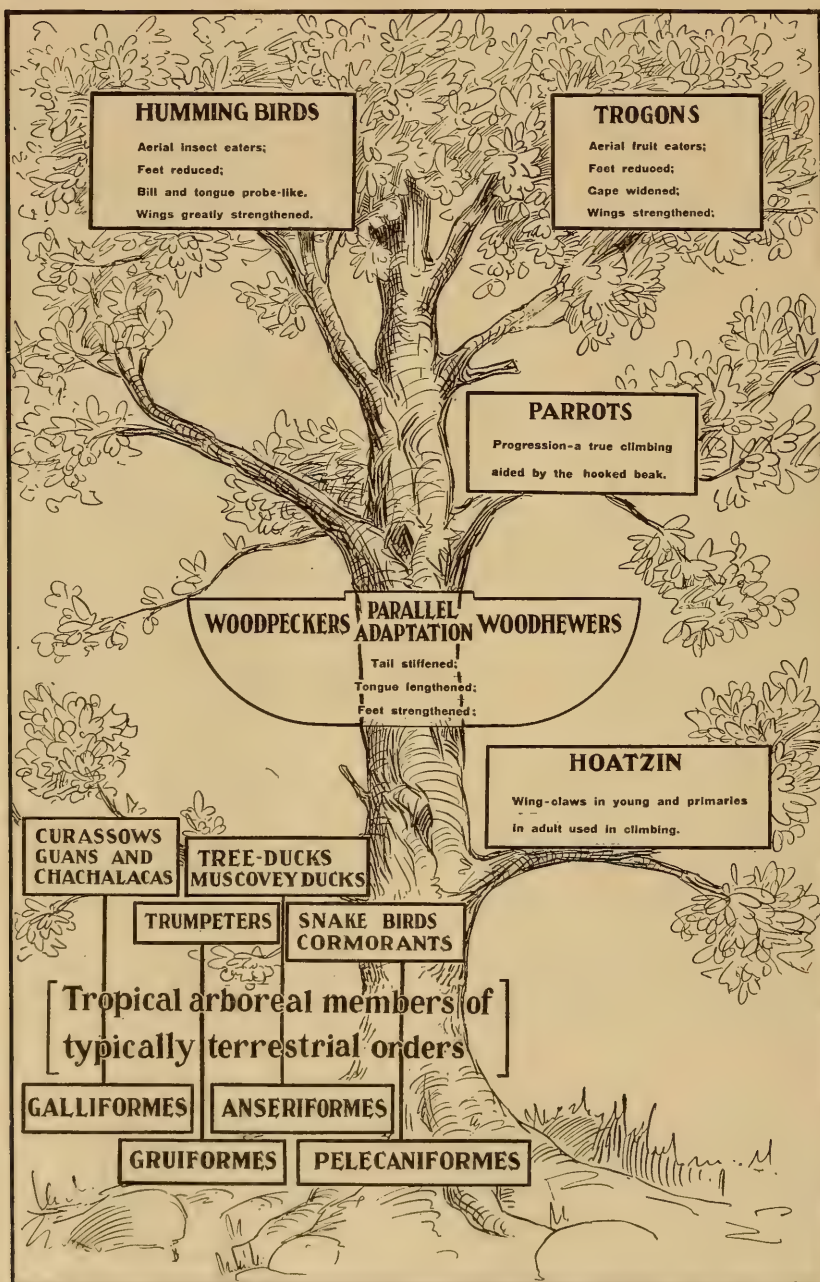 HUMMING BIRDS
Aerial insect eaters;
Feet reduced;
Bill and tongue probe-like.
Wings greatly strengthened.
TROGONS
Aerial fruit eaters;
Feet reduced;
Gape widened;
Wings strengthened;
PARROTS
Progression-a true climbing
aided by the hooked beak.
WOODPECKERS
PARALLEL
ADAPTATION
WOODHEWERS
Tail stiffened;
Tongue lengthened;
Feet strengthened;
HOATZIN
Wing-claws in young and primaries
in adult used in climbing.
CURASSOWS
GUANS AND
CHACHALACAS
TREE-DUCKS
MUSCOVEY DUCKS
TRUMPETERS
SNAKE BIRDS
CORMORANTS
[Tropical arboreal members of
typically terrestrial orders]
GALLIFORMES
ANSERIFORMES
GRUIFORMES
PELECANIFORMES